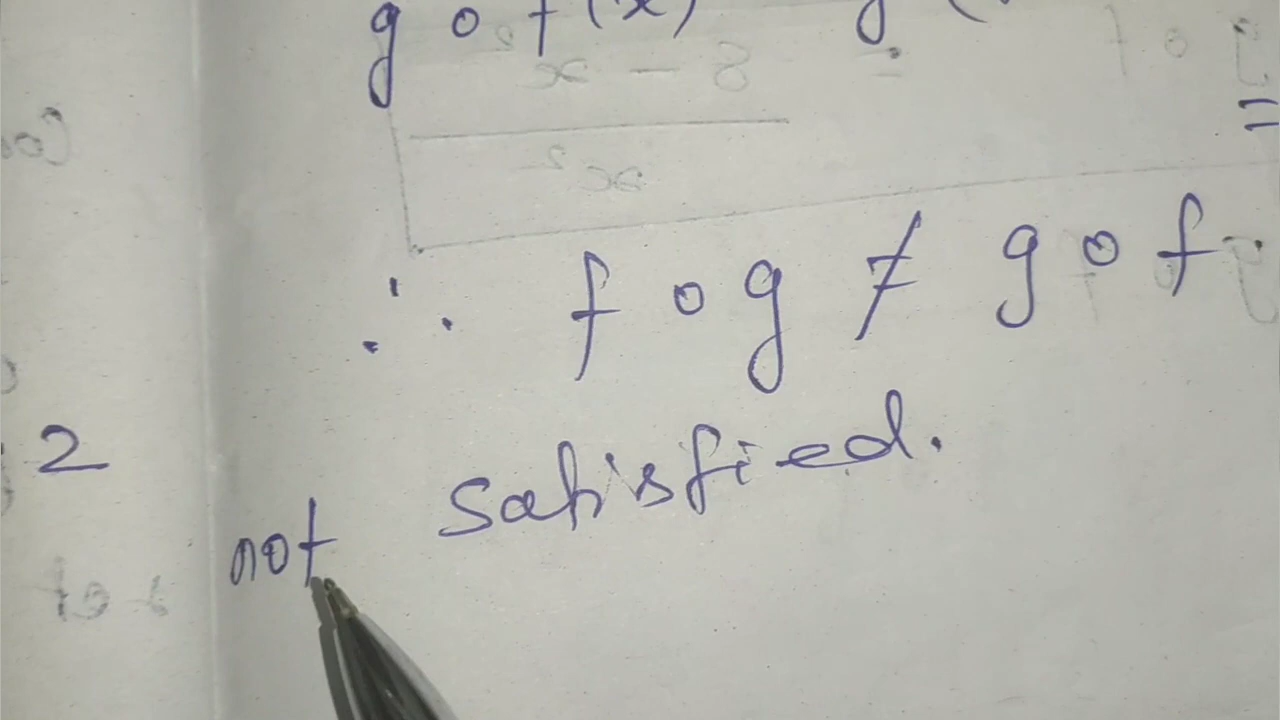 g o f(x) g(
=
∴ f o g ≠ g o f
2
not satisfied.